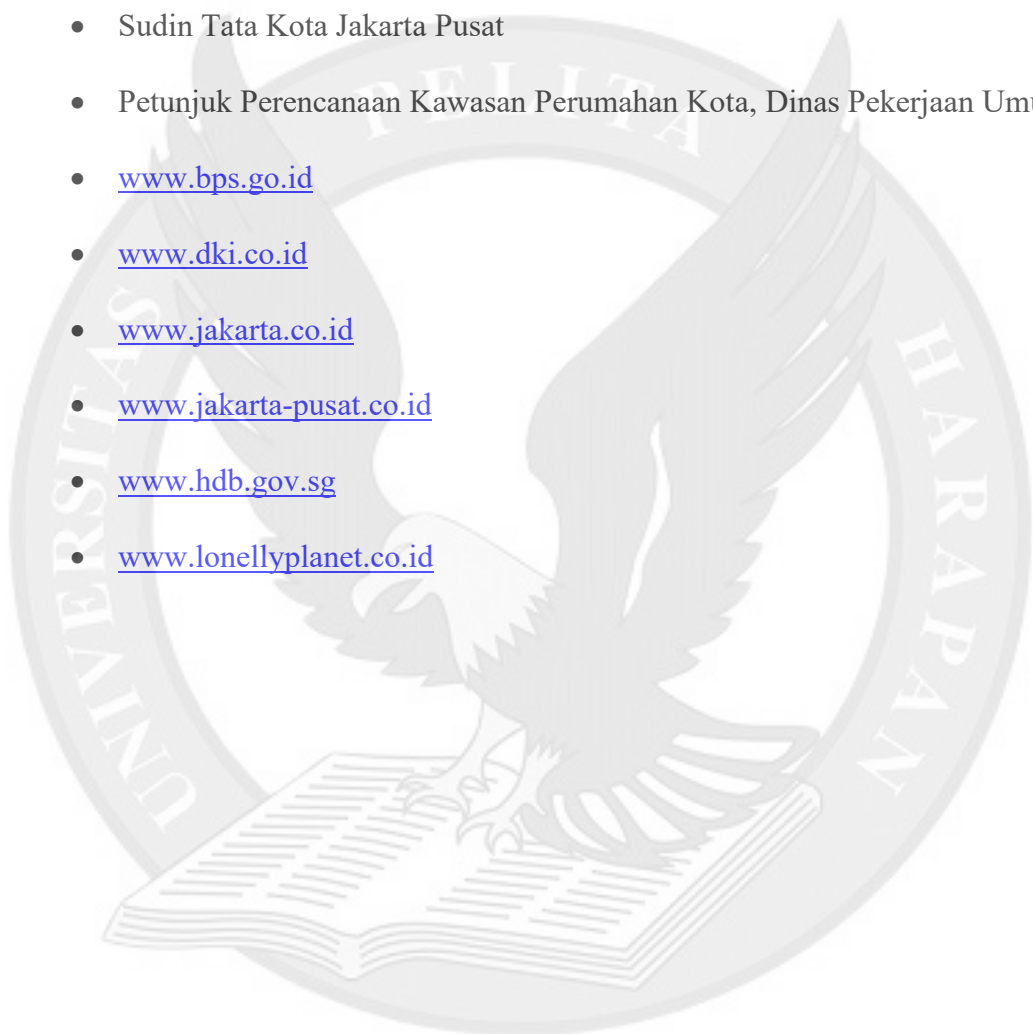 • Sudin Tata Kota Jakarta Pusat
• Petunjuk Perencanaan Kawasan Perumahan Kota, Dinas Pekerjaan
• www.bps.go.id
• www.dki.co.id
• www.jakarta.co.id
• www.jakarta-pusat.co.id
• www.hdb.gov.sg
• www.lonellyplanet.co.id
UNIVERSITAS PELITA HARAPAN